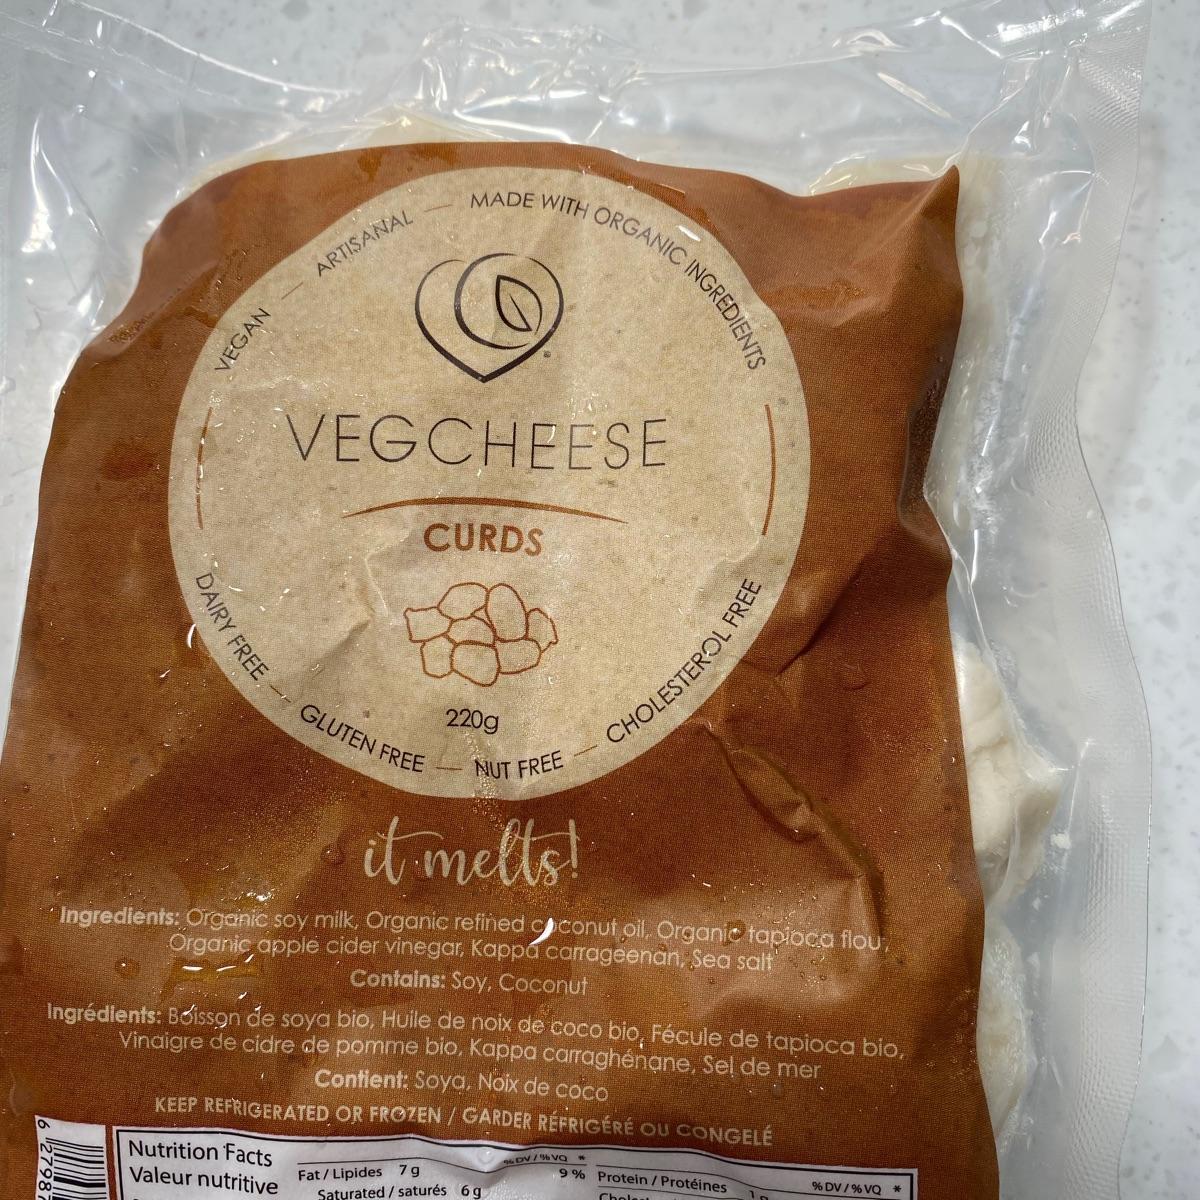 VEGAN — ARTISANAL — MADE WITH ORGANIC INGREDIENTS
VEGCHEESE
CURDS
220g
DAIRY FREE — GLUTEN FREE — NUT FREE — CHOLESTEROL FREE
it melts!
Ingredients: Organic soy milk, Organic refined coconut oil, Organic tapioca flour,
Organic apple cider vinegar, Kappa carrageenan, Sea salt
Contains: Soy, Coconut
Ingrédients: Boisson de soya bio, Huile de noix de coco bio, Fécule de tapioca bio,
Vinaigre de cidre de pomme bio, Kappa carraghénane, Sel de mer
Contient: Soya, Noix de coco
KEEP REFRIGERATED OR FROZEN / GARDER RÉFRIGÉRÉ OU CONGELÉ
Nutrition Facts
Valeur nutritive
% DV / % VQ *
Fat / Lipides 7 g 9 %
Saturated / saturés 6 g
% DV / % VQ *
Protein / Protéines 1 g
6 2798